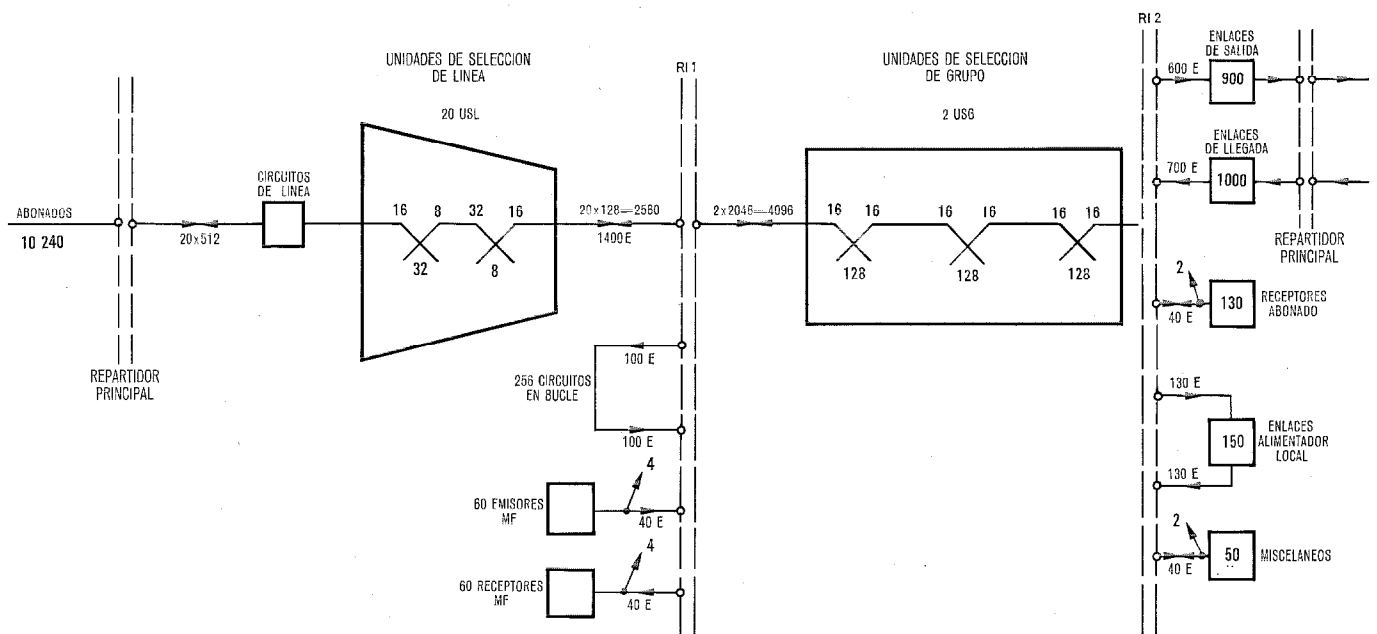 ABONADOS
10 240
REPARTIDOR
PRINCIPAL
20x512
CIRCUITOS
DE LINEA
UNIDADES DE SELECCION
DE LINEA
20 USL
16 8 32 16
32 8
20x128=2560
1400E
RI 1
256 CIRCUITOS
EN BUCLE
100 E
100 E
60 EMISORES
MF
4
40 E
60 RECEPTORES
MF
4
40 E
2x2048=4096
UNIDADES DE SELECCION
DE GRUPO
2 USG
16 16 16 16 16 16
128 128 128
RI 2
ENLACES
DE SALIDA
600 E
900
ENLACES
DE LLEGADA
700 E
1000
REPARTIDOR
PRINCIPAL
2
40 E
130
RECEPTORES
ABONADO
130 E
150
ENLACES
ALIMENTADOR
LOCAL
130 E
2
40 E
50
MISCELANEOS